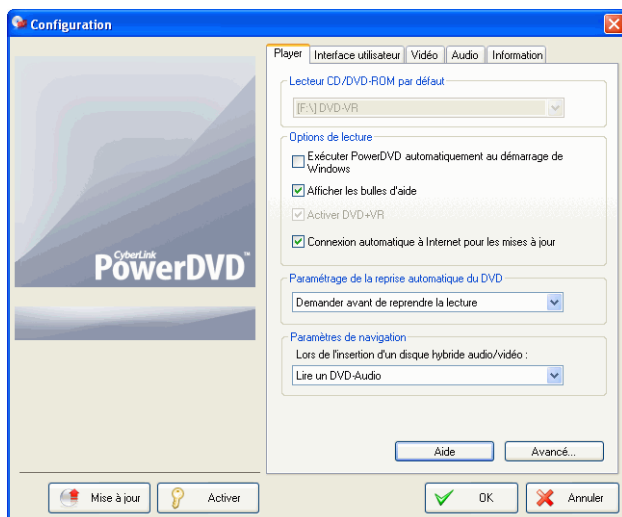 Configuration
Player
Interface utilisateur
Vidéo
Audio
Information
Lecteur CD/DVD-ROM par défaut
[F:\] DVD-VR
Options de lecture
Exécuter PowerDVD automatiquement au démarrage de
Windows
Afficher les bulles d'aide
Activer DVD+VR
Connexion automatique à Internet pour les mises à jour
CyberLink
PowerDVD™
Paramétrage de la reprise automatique du DVD
Demander avant de reprendre la lecture
Paramètres de navigation
Lors de l'insertion d'un disque hybride audio/vidéo :
Lire un DVD-Audio
Aide
Avancé...
Mise à jour
Activer
OK
Annuler